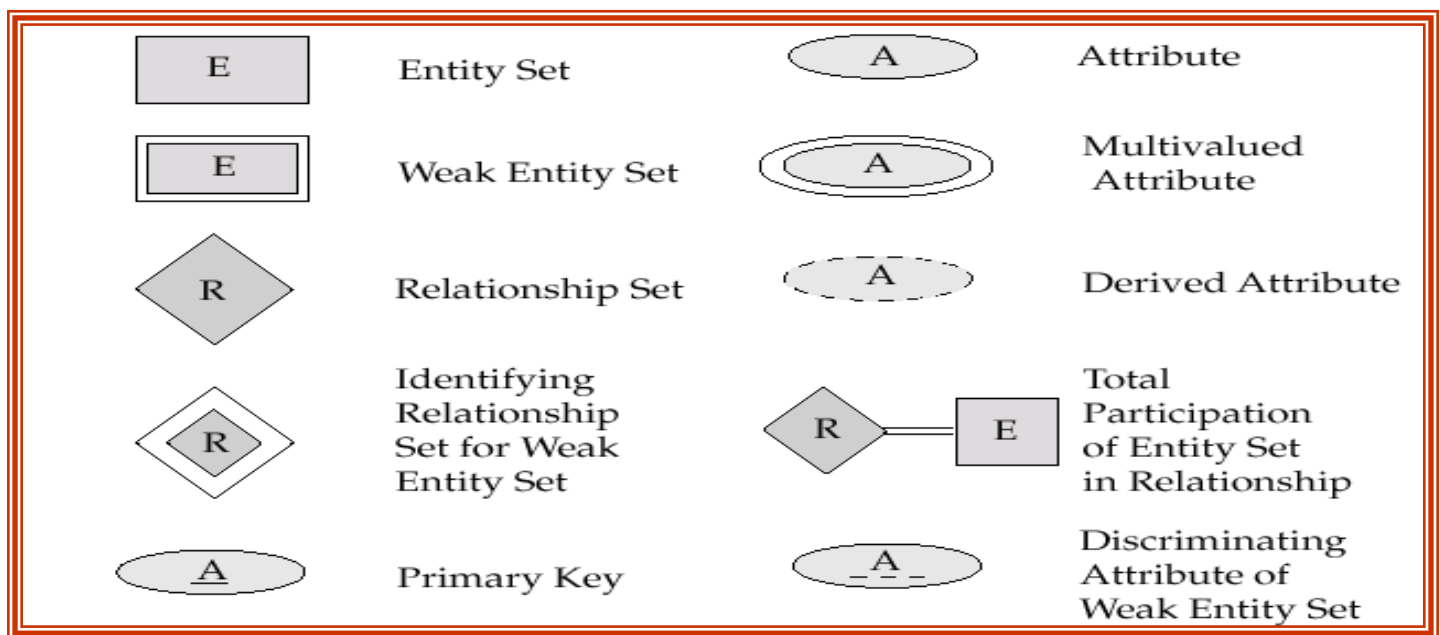 E
Entity Set
A
Attribute
E
Weak Entity Set
A
Multivalued
Attribute
R
Relationship Set
A
Derived Attribute
R
Identifying
Relationship
Set for Weak
Entity Set
R
E
Total
Participation
of Entity Set
in Relationship
A
Primary Key
A
Discriminating
Attribute of
Weak Entity Set